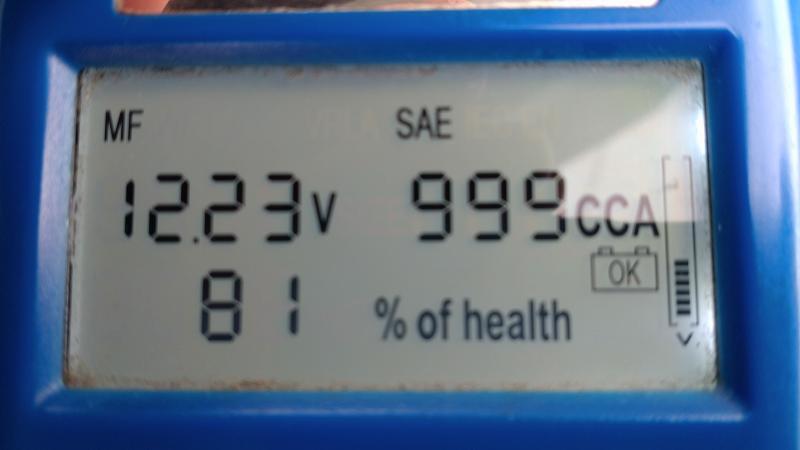 MF SAE
12.23V 999CCA
OK
81 % of health